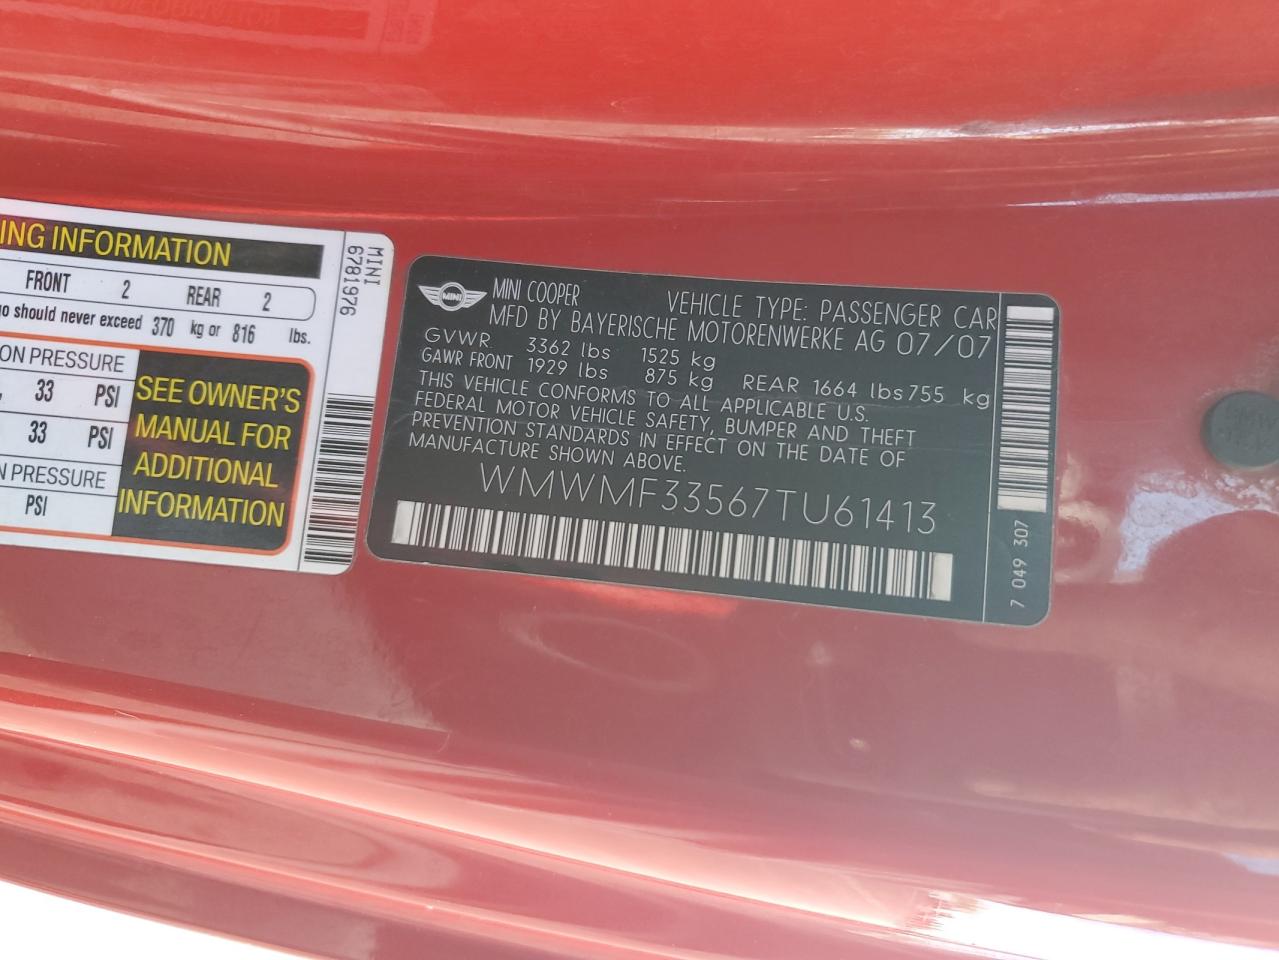 ING INFORMATION
FRONT 2 REAR 2
go should never exceed 370 kg or 816 lbs.
ON PRESSURE
, 33 PSI
33 PSI
ON PRESSURE
PSI
SEE OWNER'S
MANUAL FOR
ADDITIONAL
INFORMATION
MINI
6781976
MINI
MINI COOPER VEHICLE TYPE: PASSENGER CAR
MFD BY BAYERISCHE MOTORENWERKE AG 07/07
GVWR 3362 lbs 1525 kg
GAWR FRONT 1929 lbs 875 kg REAR 1664 lbs 755 kg
THIS VEHICLE CONFORMS TO ALL APPLICABLE U.S.
FEDERAL MOTOR VEHICLE SAFETY, BUMPER AND THEFT
PREVENTION STANDARDS IN EFFECT ON THE DATE OF
MANUFACTURE SHOWN ABOVE.
WMWMF33567TU61413
7 049 307